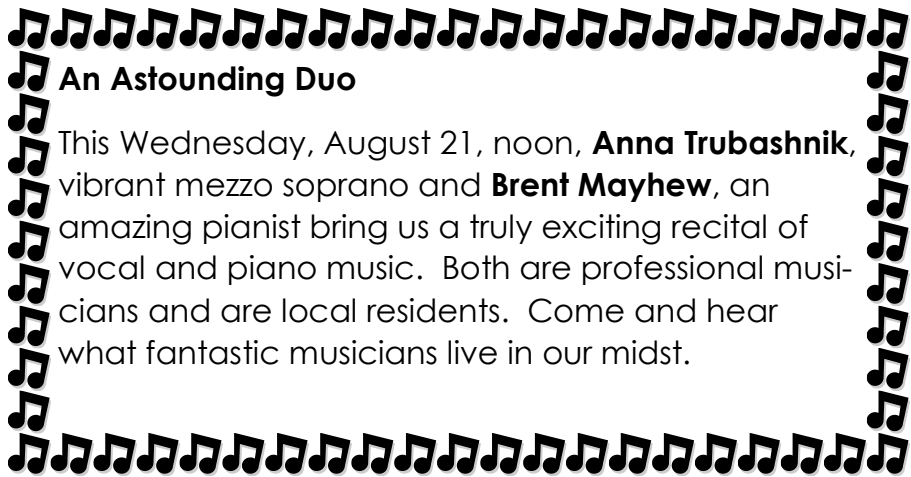 An Astounding Duo
This Wednesday, August 21, noon, Anna Trubashnik,
vibrant mezzo soprano and Brent Mayhew, an
amazing pianist bring us a truly exciting recital of
vocal and piano music.  Both are professional musi-
cians and are local residents.  Come and hear
what fantastic musicians live in our midst.